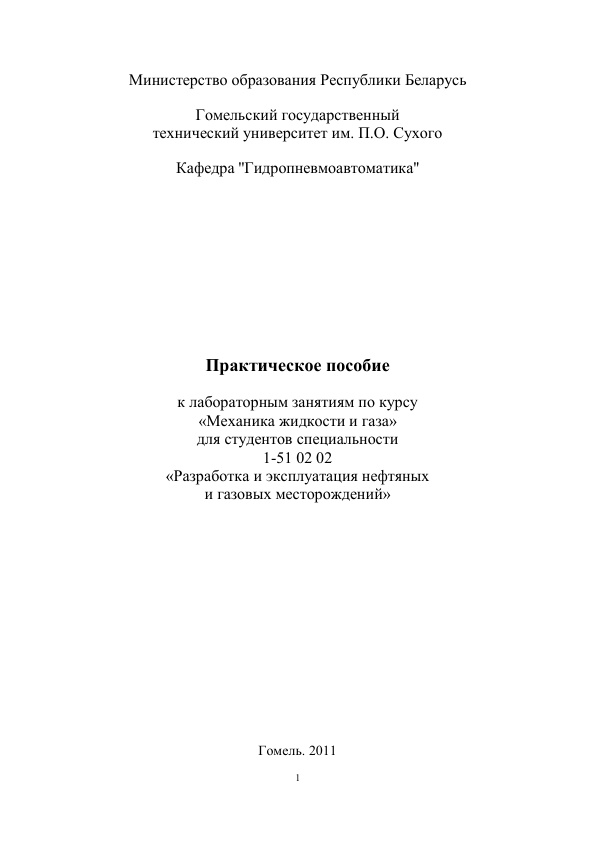 Министерство образования Республики Беларусь
Гомельский государственный
технический университет им. П.О. Сухого
Кафедра "Гидропневмоавтоматика"
Практическое пособие
к лабораторным занятиям по курсу
«Механика жидкости и газа»
для студентов специальности
1-51 02 02
«Разработка и эксплуатация нефтяных
и газовых месторождений»
Гомель. 2011
1